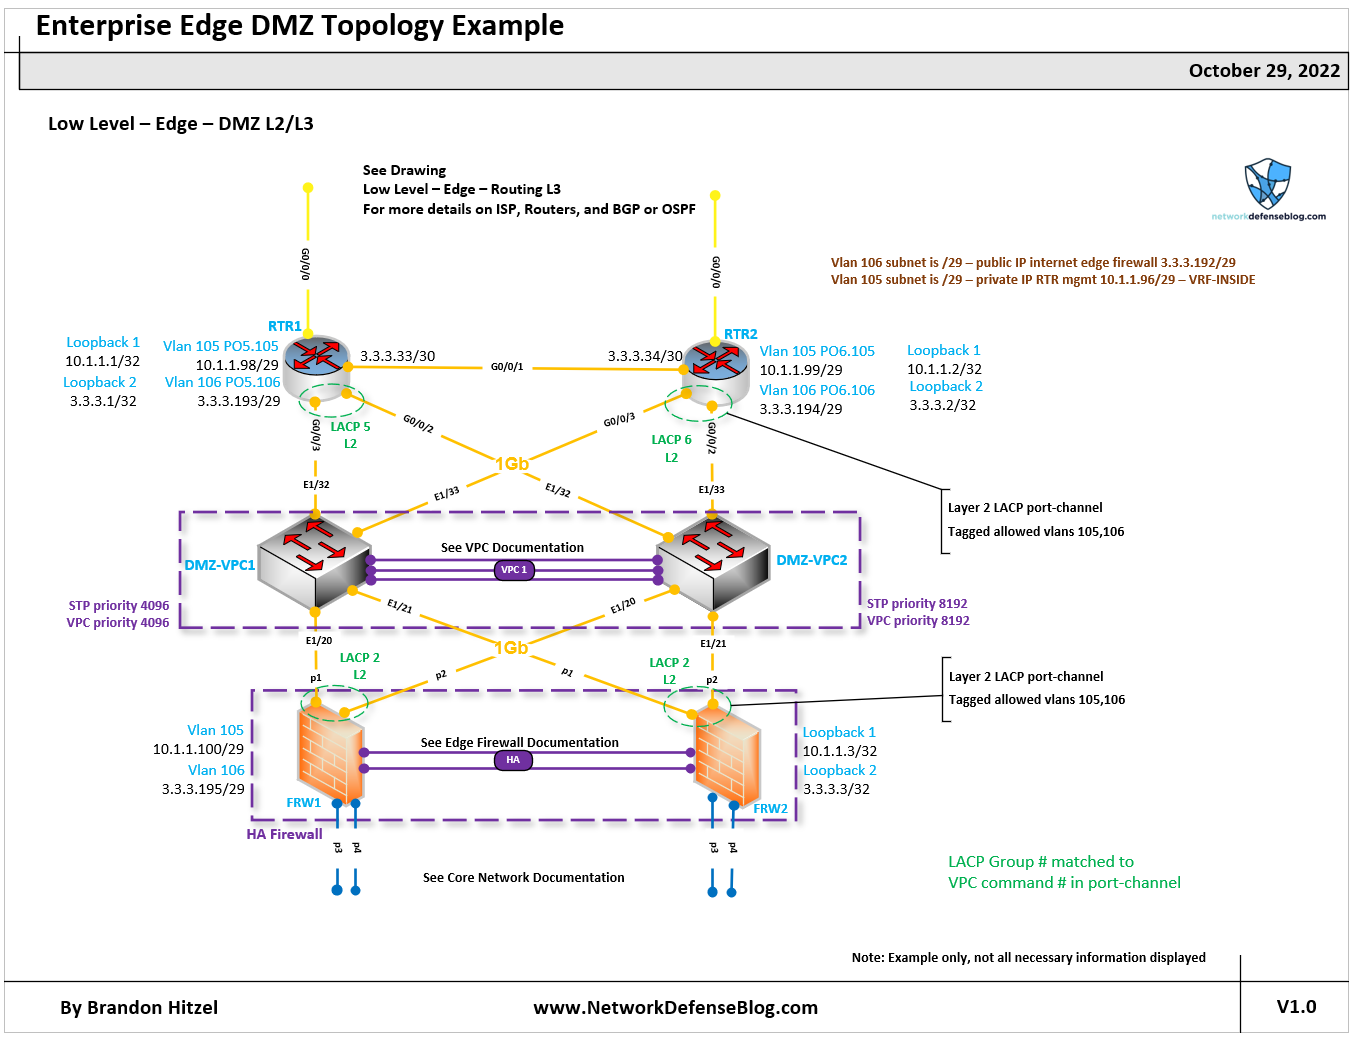 Enterprise Edge DMZ Topology Example
October 29, 2022
Low Level – Edge – DMZ L2/L3
See Drawing
Low Level – Edge – Routing L3
For more details on ISP, Routers, and BGP or OSPF
networkdefenseblog.com
Vlan 106 subnet is /29 – public IP internet edge firewall 3.3.3.192/29
Vlan 105 subnet is /29 – private IP RTR mgmt 10.1.1.96/29 – VRF-INSIDE
G0/0/0
G0/0/0
RTR1
RTR2
Loopback 1
10.1.1.1/32
Loopback 2
3.3.3.1/32
Vlan 105 PO5.105
10.1.1.98/29
Vlan 106 PO5.106
3.3.3.193/29
3.3.3.33/30
G0/0/1
3.3.3.34/30
Vlan 105 PO6.105
10.1.1.99/29
Vlan 106 PO6.106
3.3.3.194/29
Loopback 1
10.1.1.2/32
Loopback 2
3.3.3.2/32
LACP 5
L2
LACP 6
L2
G0/0/3
G0/0/2
G0/0/3
G0/0/2
1Gb
E1/32
E1/33
E1/32
E1/33
Layer 2 LACP port-channel
Tagged allowed vlans 105,106
DMZ-VPC1
See VPC Documentation
VPC 1
DMZ-VPC2
STP priority 4096
VPC priority 4096
STP priority 8192
VPC priority 8192
E1/21
E1/20
E1/20
E1/21
1Gb
LACP 2
L2
LACP 2
L2
p1
p2
p1
p2
Layer 2 LACP port-channel
Tagged allowed vlans 105,106
Vlan 105
10.1.1.100/29
Vlan 106
3.3.3.195/29
See Edge Firewall Documentation
HA
Loopback 1
10.1.1.3/32
Loopback 2
3.3.3.3/32
FRW1
FRW2
HA Firewall
p3
p4
p3
p4
See Core Network Documentation
LACP Group # matched to
VPC command # in port-channel
Note: Example only, not all necessary information displayed
By Brandon Hitzel
www.NetworkDefenseBlog.com
V1.0